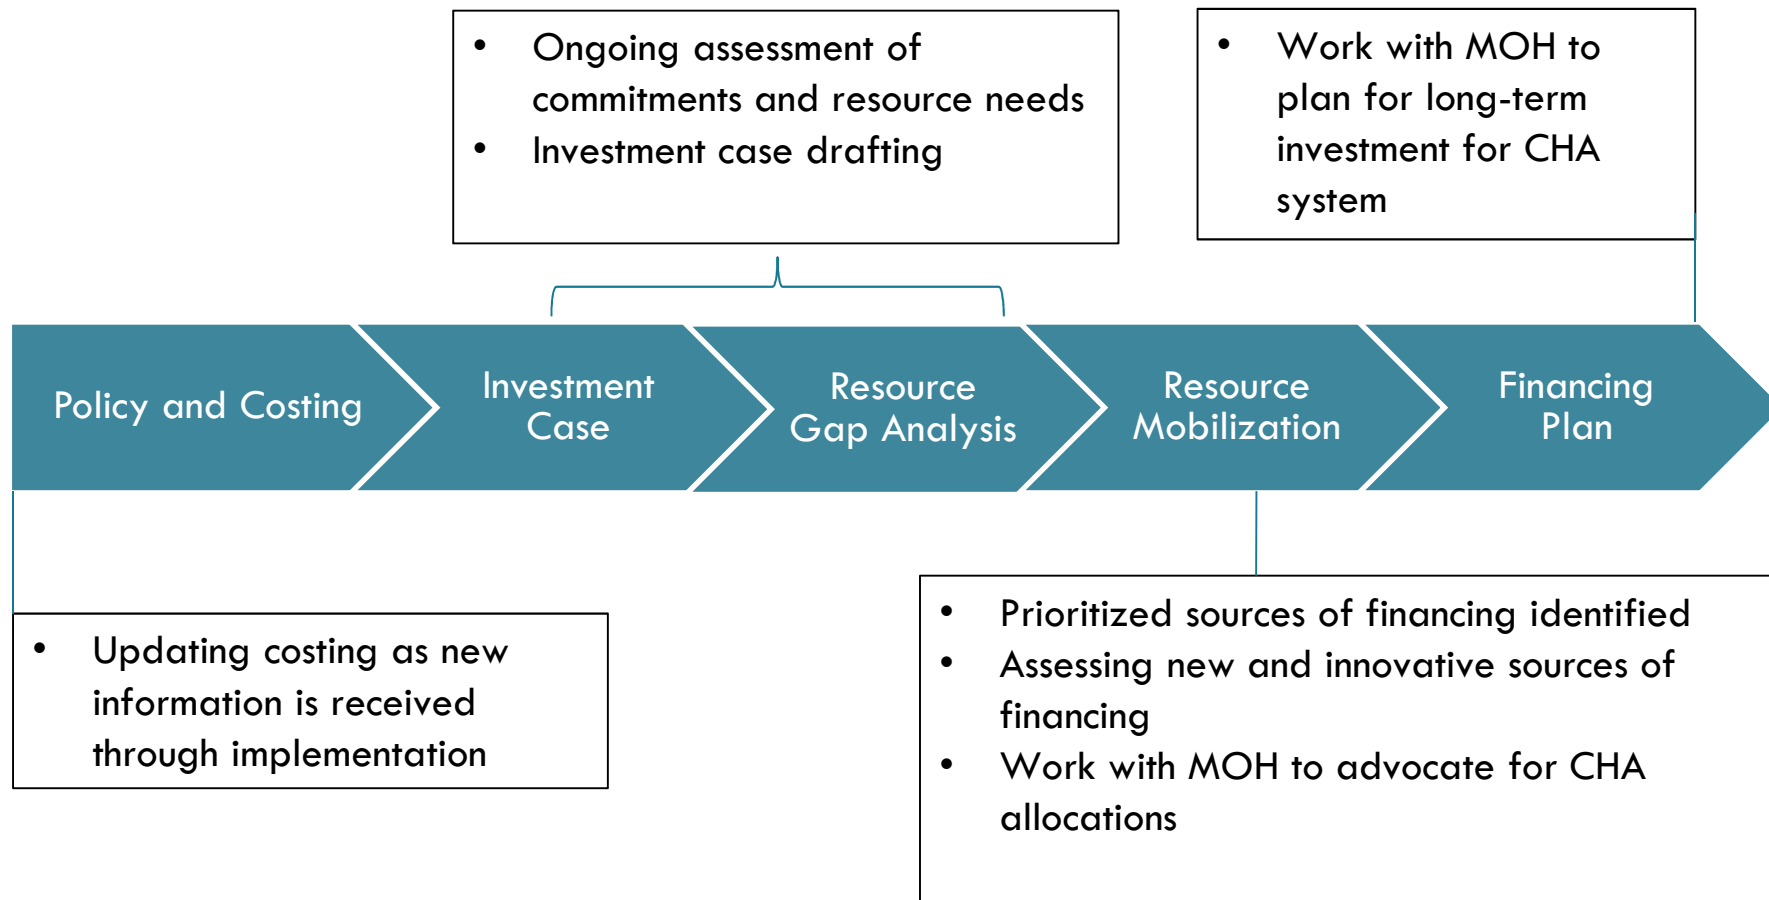 • Ongoing assessment of
commitments and resource needs
• Investment case drafting
• Work with MOH to
plan for long-term
investment for CHA
system
Policy and Costing
Investment
Case
Resource
Gap Analysis
Resource
Mobilization
Financing
Plan
• Updating costing as new
information is received
through implementation
• Prioritized sources of financing identified
• Assessing new and innovative sources of
financing
• Work with MOH to advocate for CHA
allocations